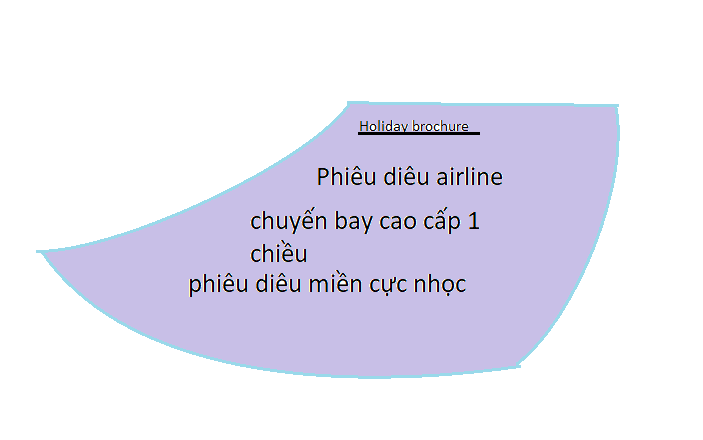 Holiday brochure
Phiêu diêu airline
chuyến bay cao cấp 1
chiều
phiêu diêu miền cực nhọc